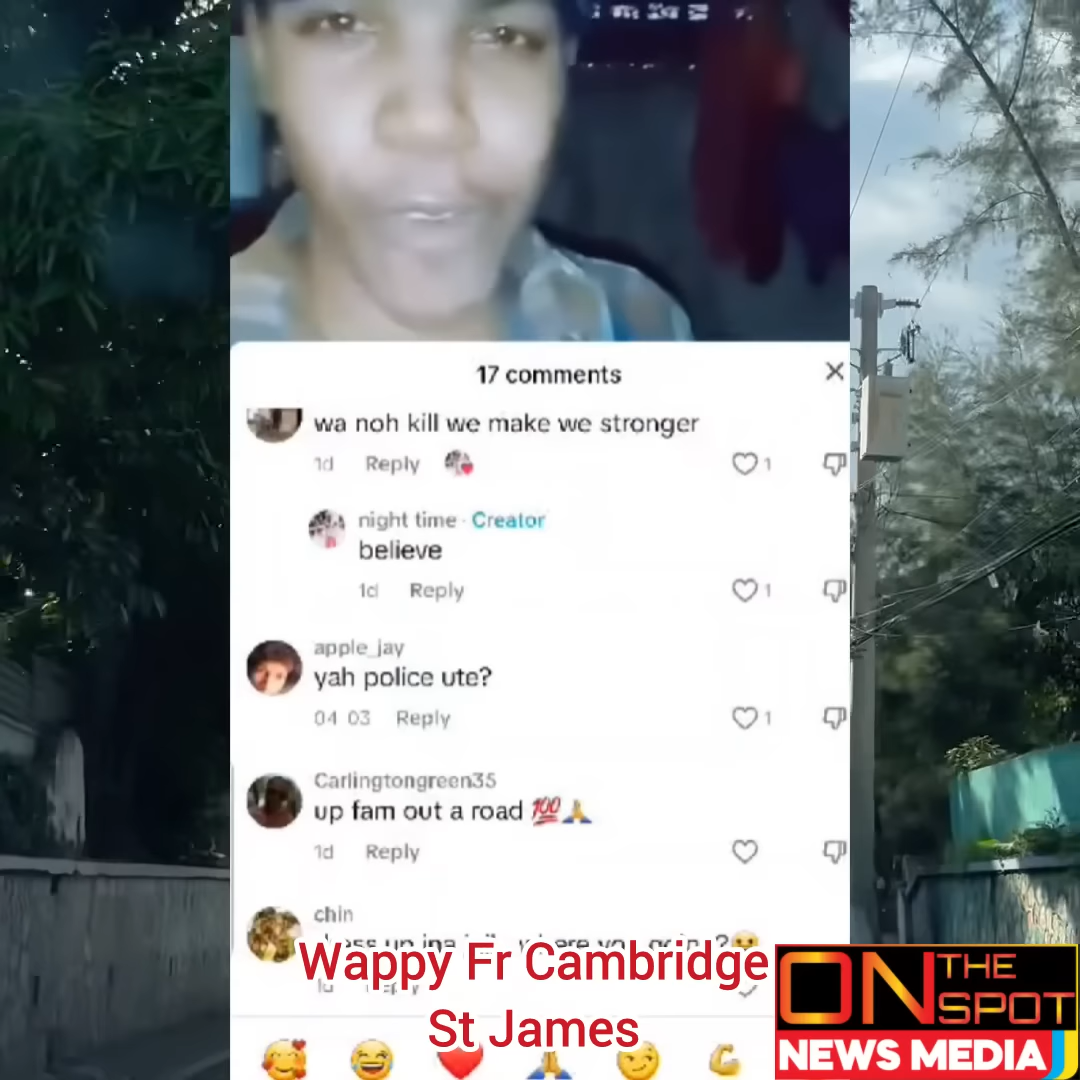 17 comments
wa noh kill we make we stronger
1d Reply
1
night time · Creator
believe
1d Reply
1
apple_jay
yah police ute?
04 03 Reply
1
Carlingtongreen35
up fam out a road 💯🙏
1d Reply
chin
Wappy Fr Cambridge
St James
ON THE SPOT
NEWS MEDIA